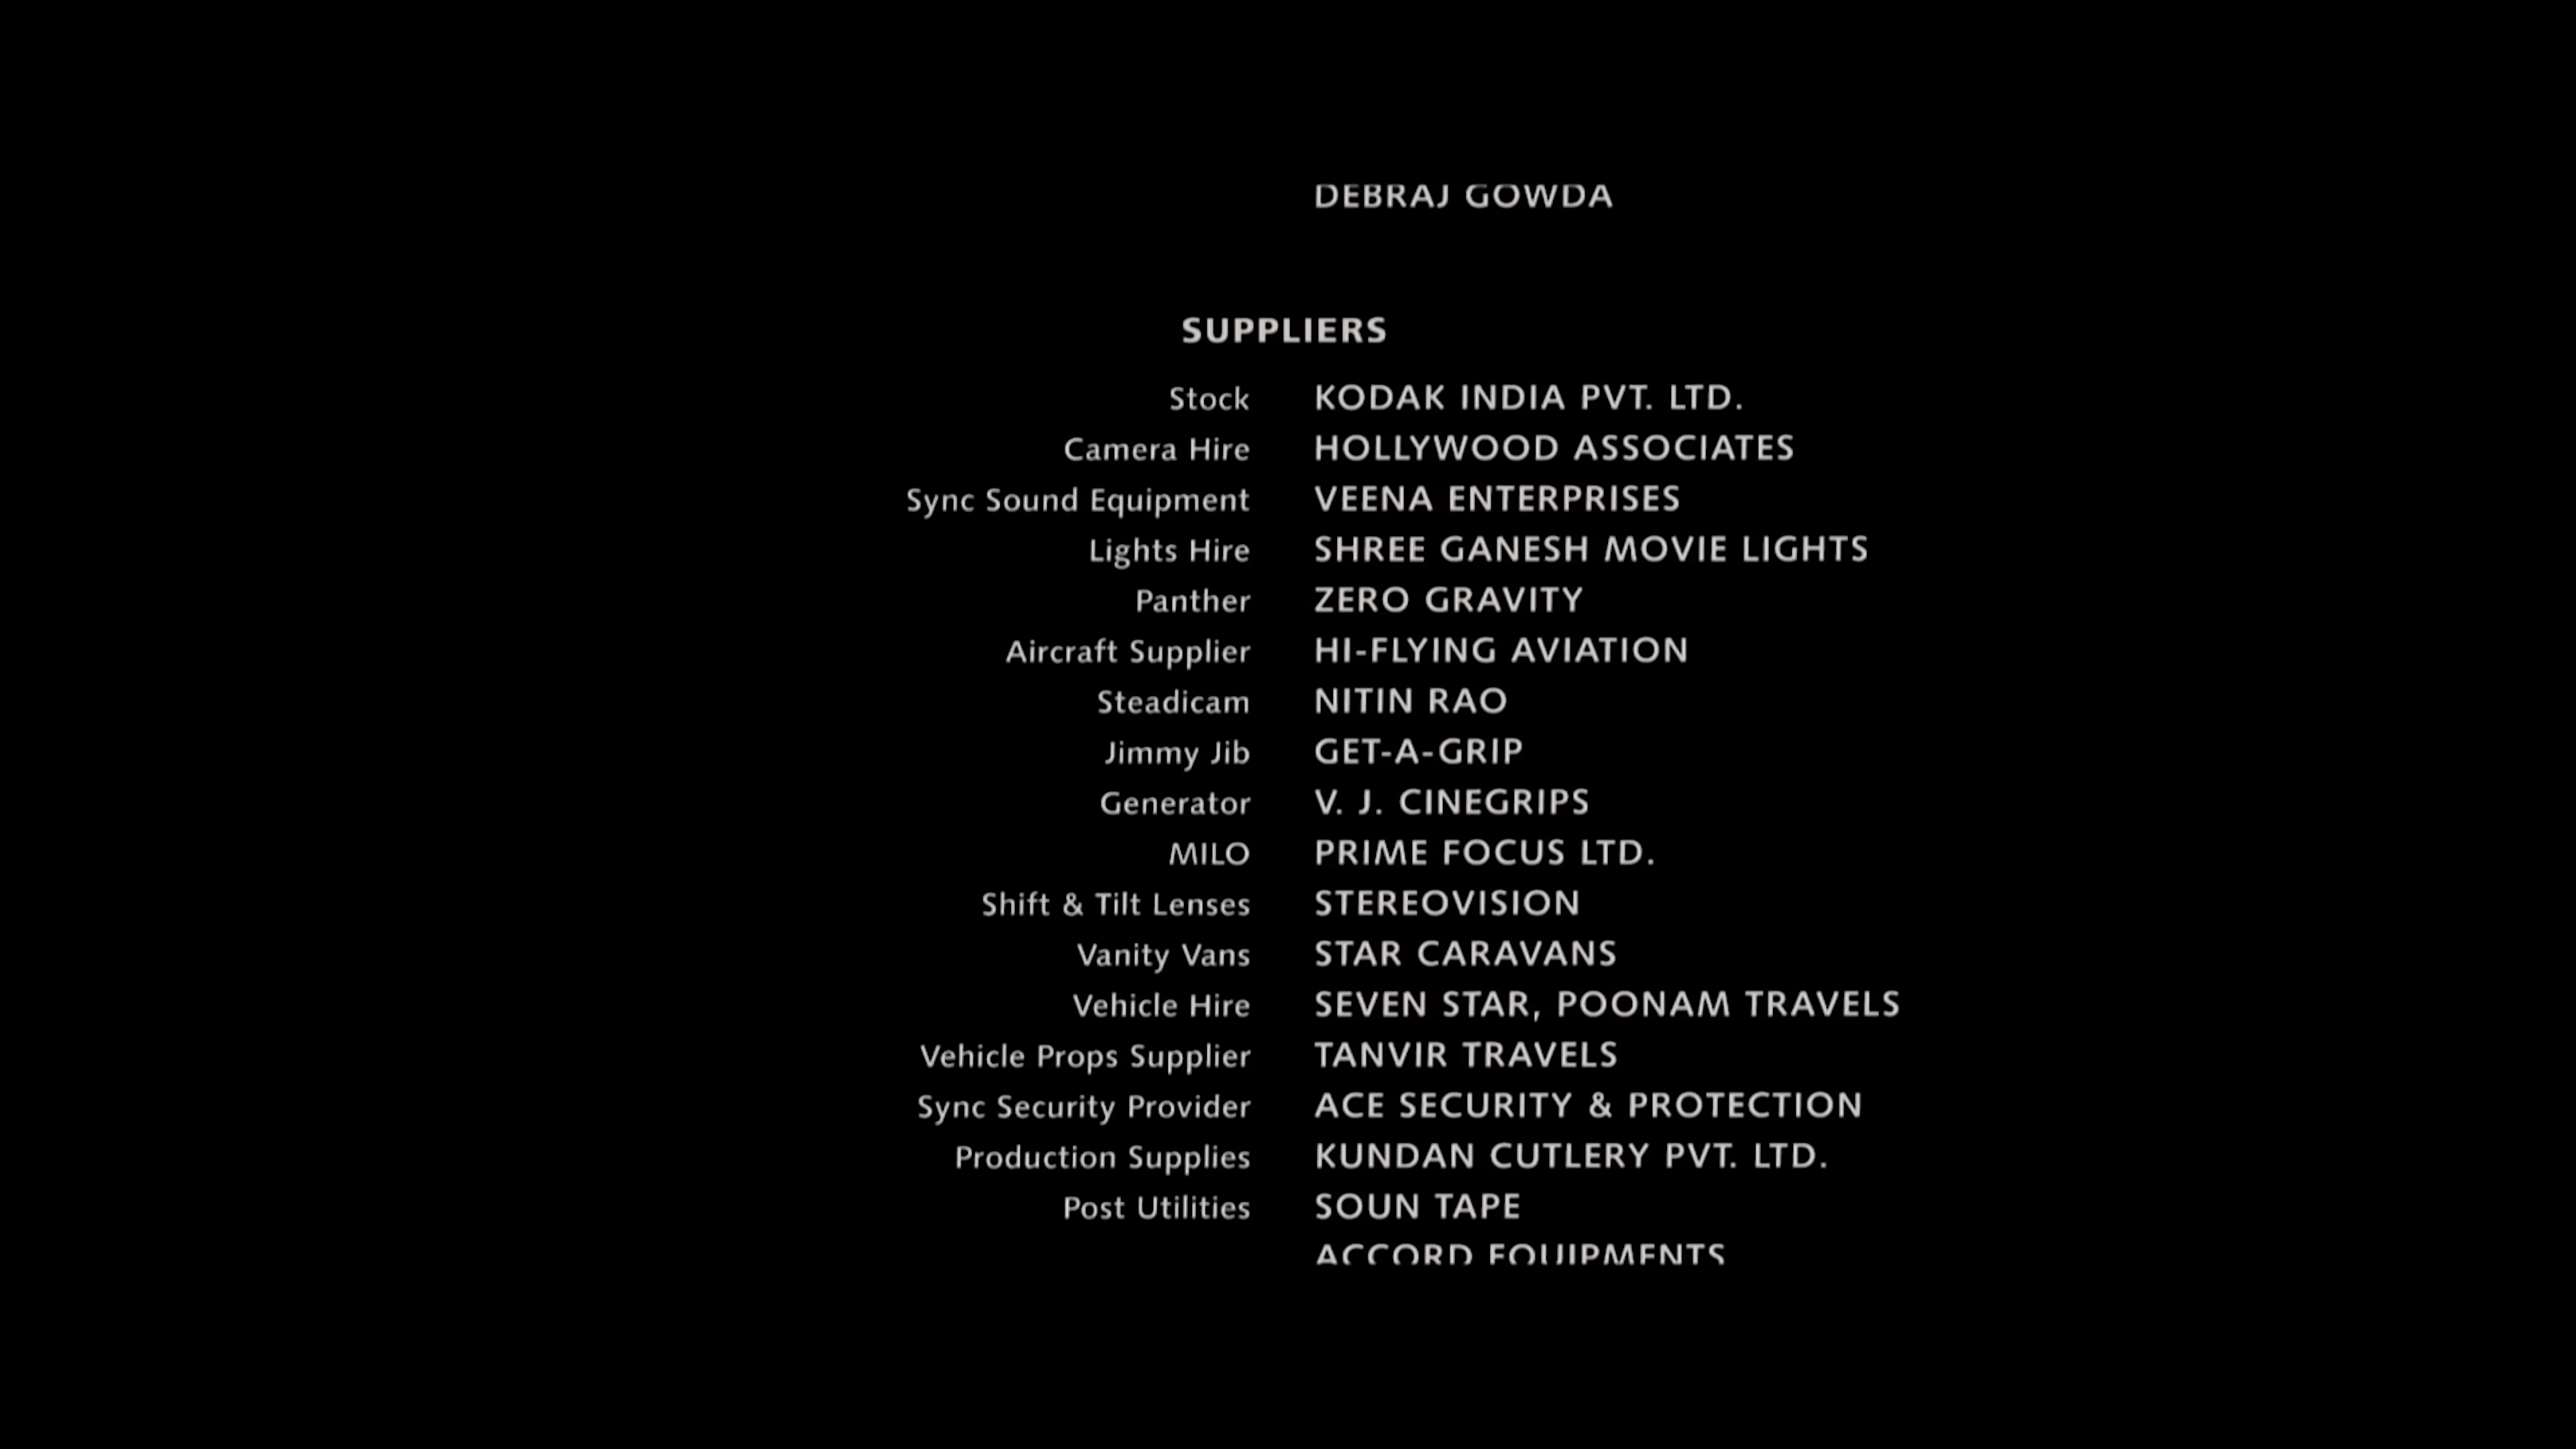 DEBRAJ GOWDA
SUPPLIERS
Stock KODAK INDIA PVT. LTD.
Camera Hire HOLLYWOOD ASSOCIATES
Sync Sound Equipment VEENA ENTERPRISES
Lights Hire SHREE GANESH MOVIE LIGHTS
Panther ZERO GRAVITY
Aircraft Supplier HI-FLYING AVIATION
Steadicam NITIN RAO
Jimmy Jib GET-A-GRIP
Generator V. J. CINEGRIPS
MILO PRIME FOCUS LTD.
Shift & Tilt Lenses STEREOVISION
Vanity Vans STAR CARAVANS
Vehicle Hire SEVEN STAR, POONAM TRAVELS
Vehicle Props Supplier TANVIR TRAVELS
Sync Security Provider ACE SECURITY & PROTECTION
Production Supplies KUNDAN CUTLERY PVT. LTD.
Post Utilities SOUN TAPE
ACCORD EQUIPMENTS